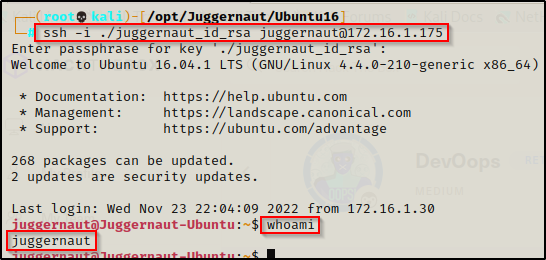 ┌──(root💀kali)-[/opt/Juggernaut/Ubuntu16]
└─# ssh -i ./juggernaut_id_rsa juggernaut@172.16.1.175
Enter passphrase for key './juggernaut_id_rsa':
Welcome to Ubuntu 16.04.1 LTS (GNU/Linux 4.4.0-210-generic x86_64)
* Documentation:  https://help.ubuntu.com
* Management:     https://landscape.canonical.com
* Support:        https://ubuntu.com/advantage
268 packages can be updated.
2 updates are security updates.
DevOops
MEDIUM
Last login: Wed Nov 23 22:04:09 2022 from 172.16.1.30
juggernaut@Juggernaut-Ubuntu:~$ whoami
juggernaut
juggernaut@Juggernaut-Ubuntu:~$